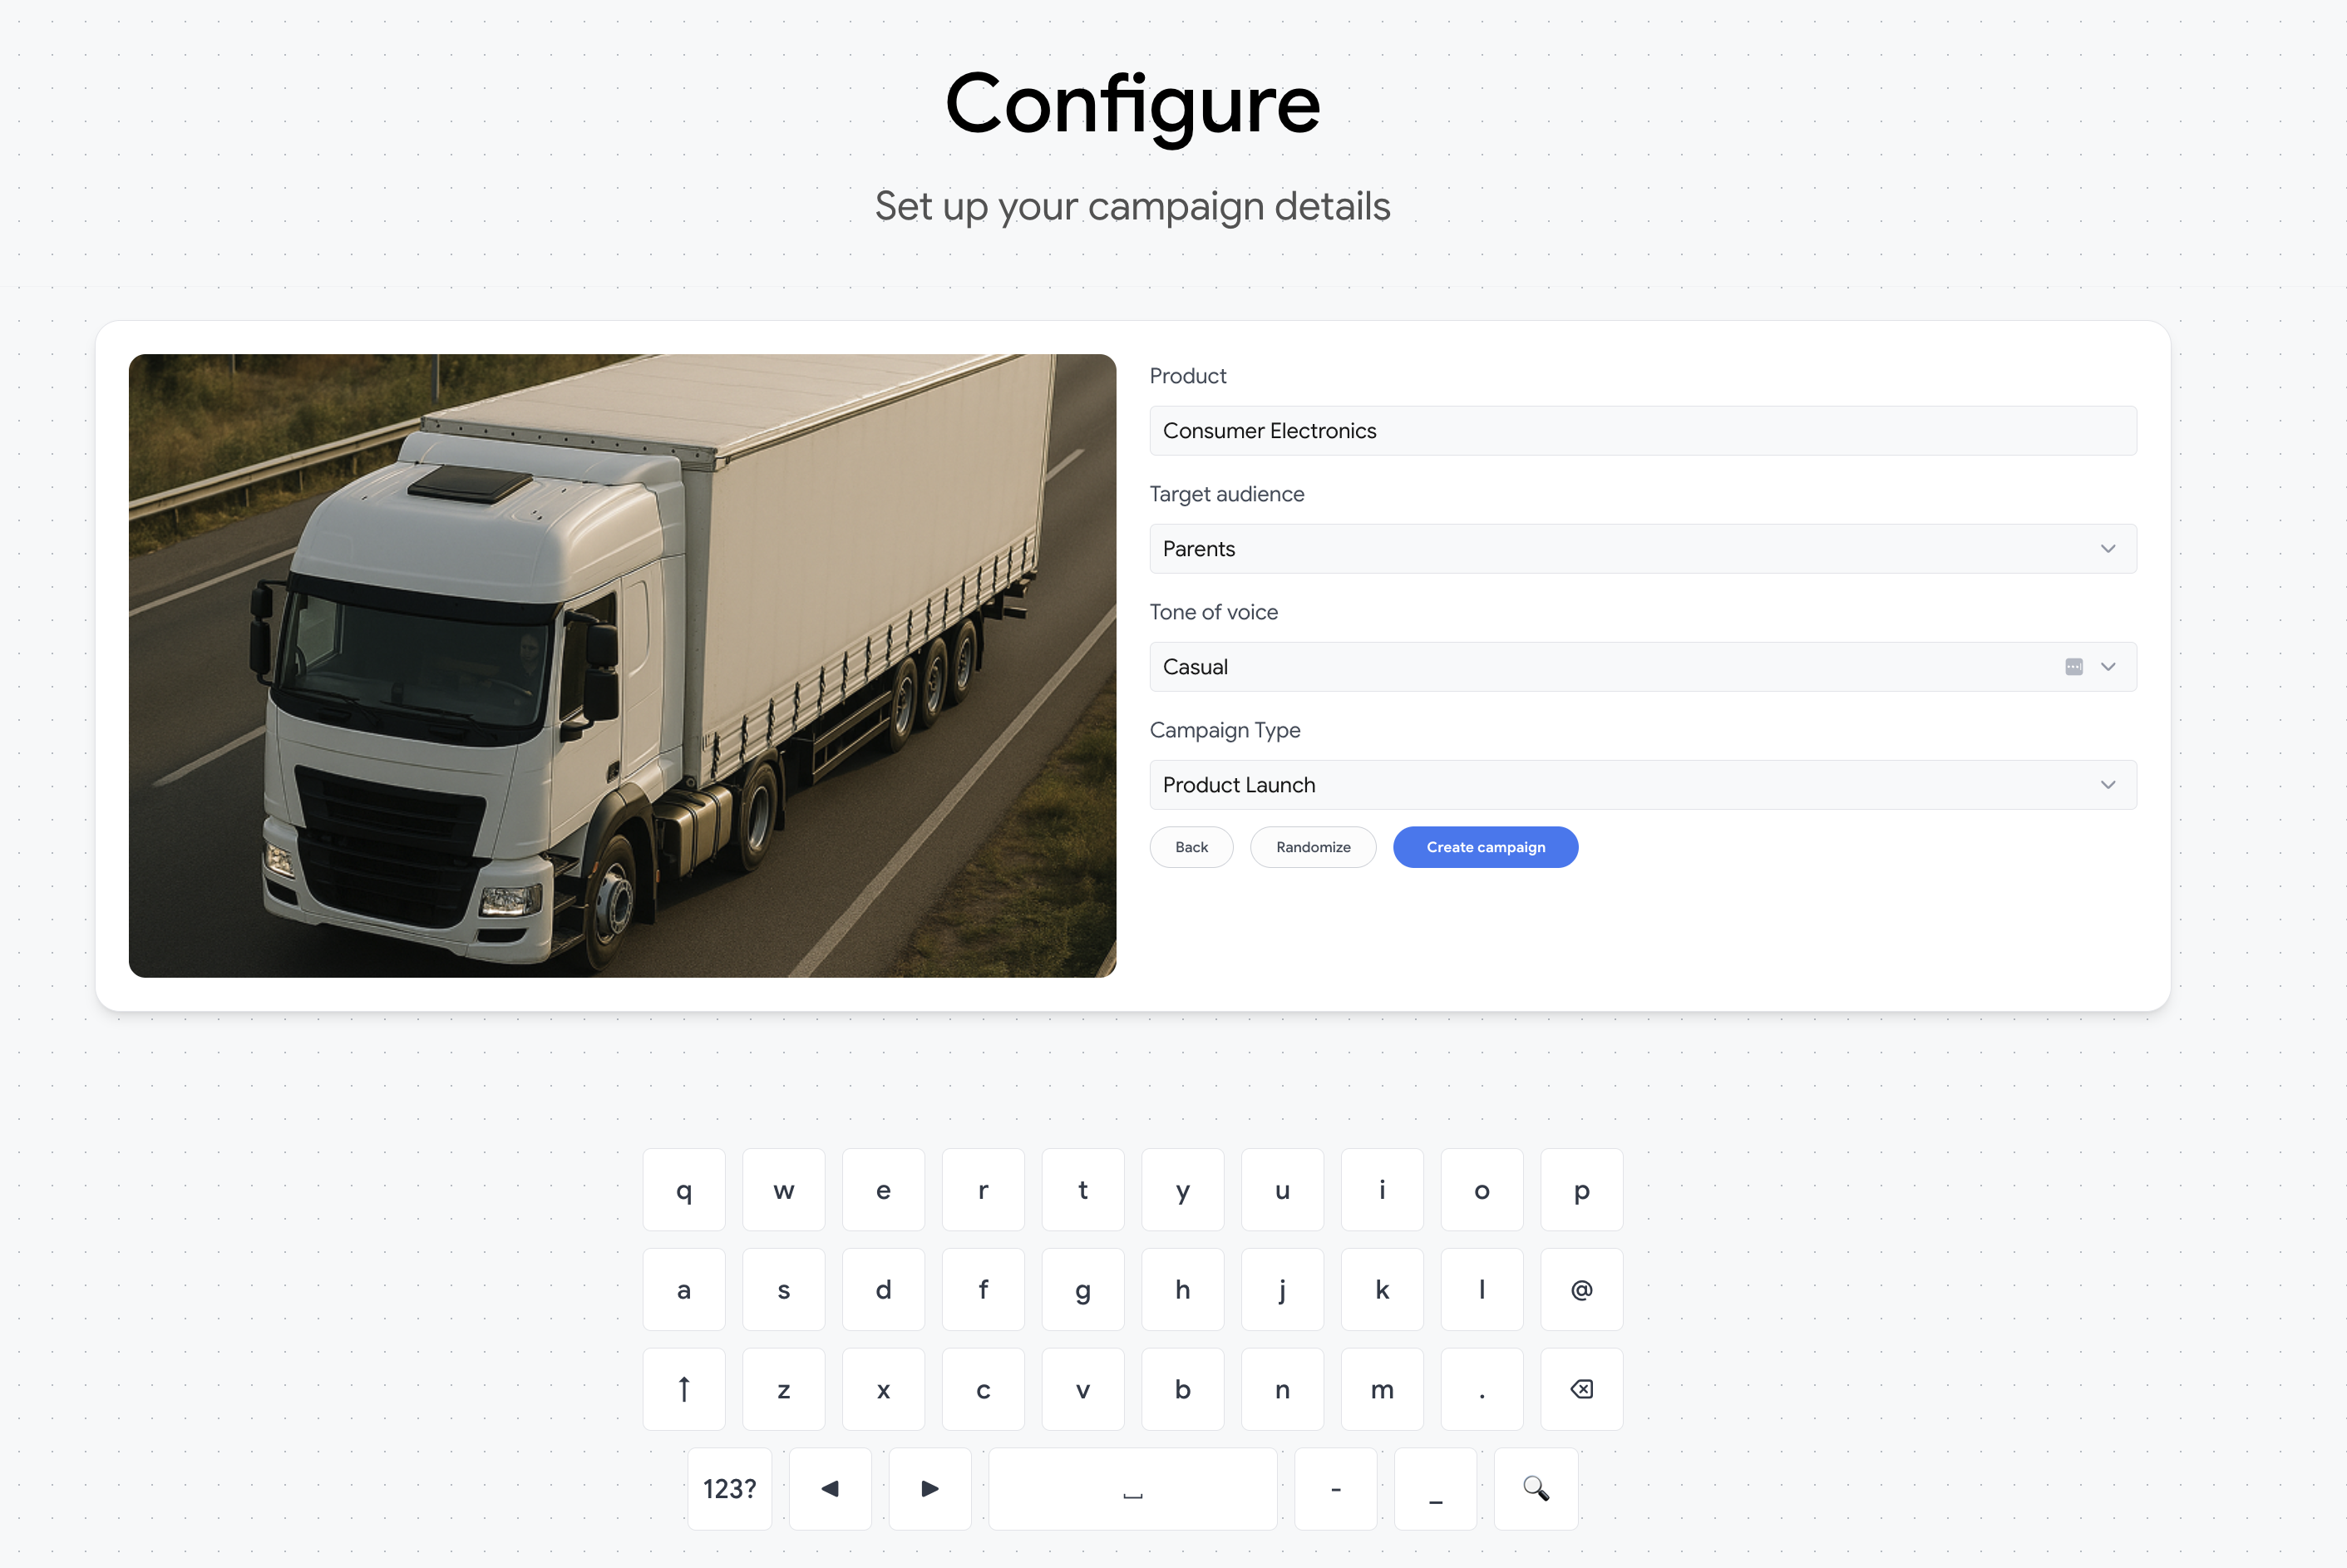 Configure
Set up your campaign details
Product
Consumer Electronics
Target audience
Parents
Tone of voice
Casual
Campaign Type
Product Launch
Back Randomize Create campaign
q w e r t y u i o p
a s d f g h j k l @
↑ z x c v b n m .
123? ◀ ▶ - _